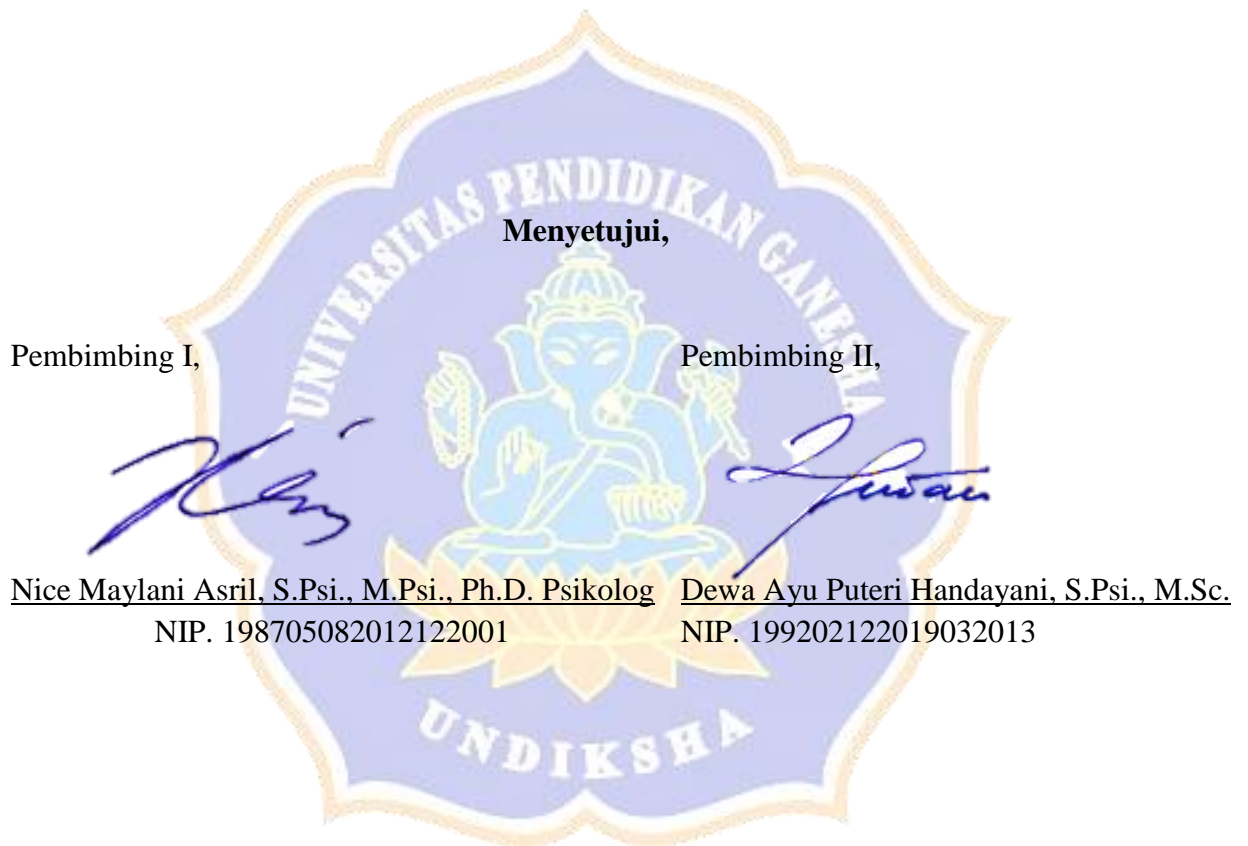 UNIVERSITAS PENDIDIKAN GANESHA
Menyetujui,
Pembimbing I,
Pembimbing II,
Nice Maylani Asril, S.Psi., M.Psi., Ph.D. Psikolog
Dewa Ayu Puteri Handayani, S.Psi., M.Sc.
NIP. 198705082012122001
NIP. 199202122019032013
UNDIKSHA